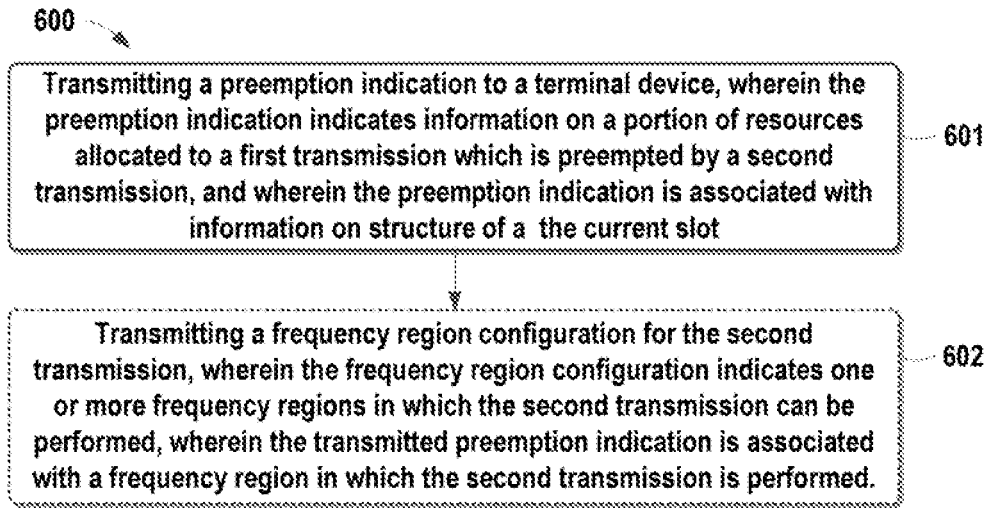 600
Transmitting a preemption indication to a terminal device, wherein the
preemption indication indicates information on a portion of resources
allocated to a first transmission which is preempted by a second
transmission, and wherein the preemption indication is associated with
information on structure of a the current slot
601
Transmitting a frequency region configuration for the second
transmission, wherein the frequency region configuration indicates one
or more frequency regions in which the second transmission can be
performed, wherein the transmitted preemption indication is associated
with a frequency region in which the second transmission is performed.
602